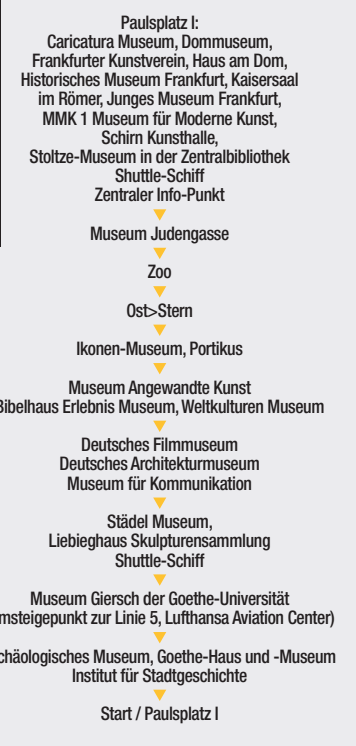 Paulsplatz I:
Caricatura Museum, Dommuseum,
Frankfurter Kunstverein, Haus am Dom,
Historisches Museum Frankfurt, Kaisersaal
im Römer, Junges Museum Frankfurt,
MMK 1 Museum für Moderne Kunst,
Schirn Kunsthalle,
Stoltze-Museum in der Zentralbibliothek
Shuttle-Schiff
Zentraler Info-Punkt
Museum Judengasse
Zoo
Ost>Stern
Ikonen-Museum, Portikus
Museum Angewandte Kunst
Bibelhaus Erlebnis Museum, Weltkulturen Museum
Deutsches Filmmuseum
Deutsches Architekturmuseum
Museum für Kommunikation
Städel Museum,
Liebieghaus Skulpturensammlung
Shuttle-Schiff
Museum Giersch der Goethe-Universität
msteigepunkt zur Linie 5, Lufthansa Aviation Center)
chäologisches Museum, Goethe-Haus und -Museum
Institut für Stadtgeschichte
Start / Paulsplatz I